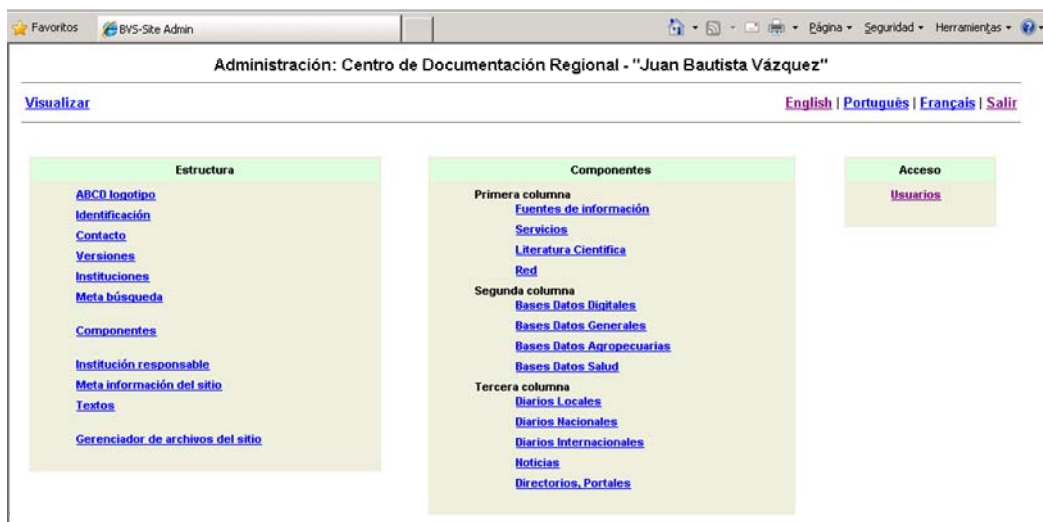 Favoritos BVS-Site Admin Página Seguridad Herramientas
Administración: Centro de Documentación Regional - "Juan Bautista Vázquez"
Visualizar English | Português | Français | Salir
Estructura
ABCD logotipo
Identificación
Contacto
Versiones
Instituciones
Meta búsqueda
Componentes
Institución responsable
Meta información del sitio
Textos
Gerenciador de archivos del sitio
Componentes
Primera columna
Fuentes de información
Servicios
Literatura Científica
Red
Segunda columna
Bases Datos Digitales
Bases Datos Generales
Bases Datos Agropecuarias
Bases Datos Salud
Tercera columna
Diarios Locales
Diarios Nacionales
Diarios Internacionales
Noticias
Directorios, Portales
Acceso
Usuarios